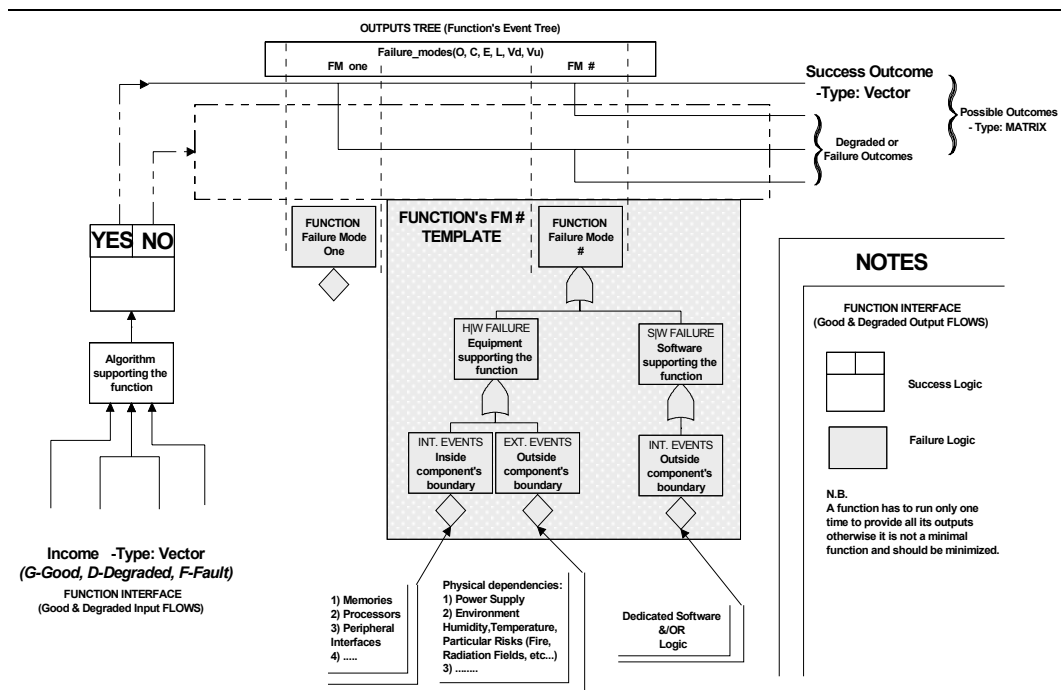 OUTPUTS TREE (Function's Event Tree)
Failure_modes(O, C, E, L, Vd, Vu)
FM one
FM #
Success Outcome
-Type: Vector
Possible Outcomes
- Type: MATRIX
Degraded or
Failure Outcomes
YES NO
FUNCTION
Failure Mode
One
FUNCTION's FM #
TEMPLATE
FUNCTION
Failure Mode
#
H|W FAILURE
Equipment
supporting the
function
S|W FAILURE
Software
supporting the
function
Algorithm
supporting the
function
INT. EVENTS
Inside
component's
boundary
EXT. EVENTS
Outside
component's
boundary
INT. EVENTS
Outside
component's
boundary
Income -Type: Vector
(G-Good, D-Degraded, F-Fault)
FUNCTION INTERFACE
(Good & Degraded Input FLOWS)
1) Memories
2) Processors
3) Peripheral
Interfaces
4) .....
Physical dependencies:
1) Power Supply
2) Environment
Humidity,Temperature,
Particular Risks (Fire,
Radiation Fields, etc...)
3) ........
Dedicated Software
&/OR
Logic
NOTES
FUNCTION INTERFACE
(Good & Degraded Output FLOWS)
Success Logic
Failure Logic
N.B.
A function has to run only one
time to provide all its outputs
otherwise it is not a minimal
function and should be minimized.